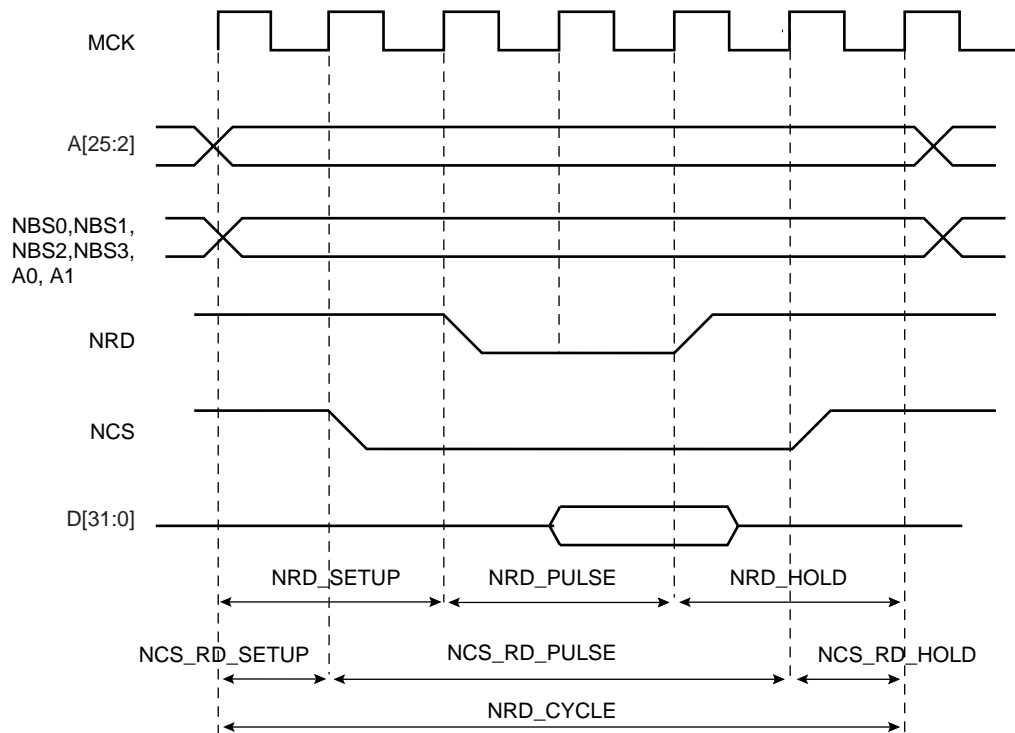 MCK
A[25:2]
NBS0,NBS1,
NBS2,NBS3,
A0, A1
NRD
NCS
D[31:0]
NRD_SETUP NRD_PULSE NRD_HOLD
NCS_RD_SETUP NCS_RD_PULSE NCS_RD_HOLD
NRD_CYCLE